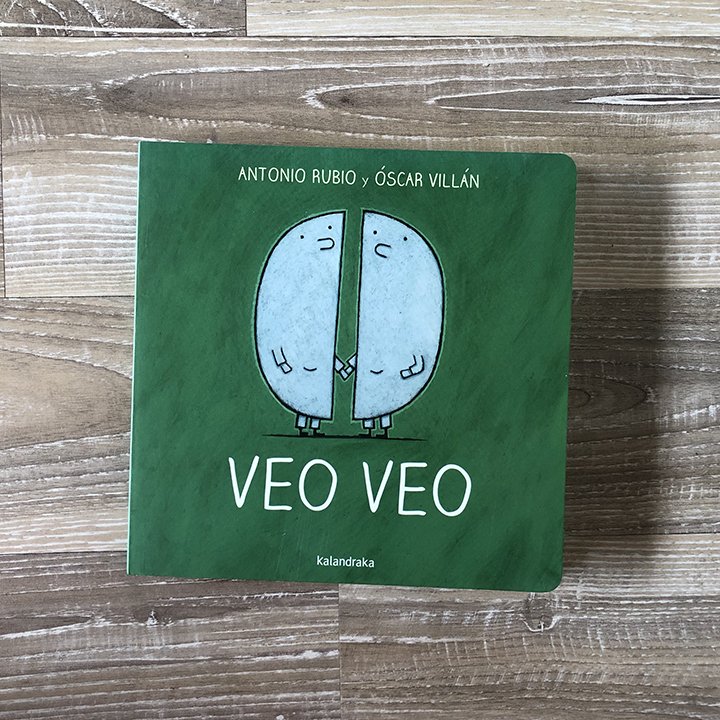 ANTONIO RUBIO y ÓSCAR VILLÁN
VEO VEO
kalandraka